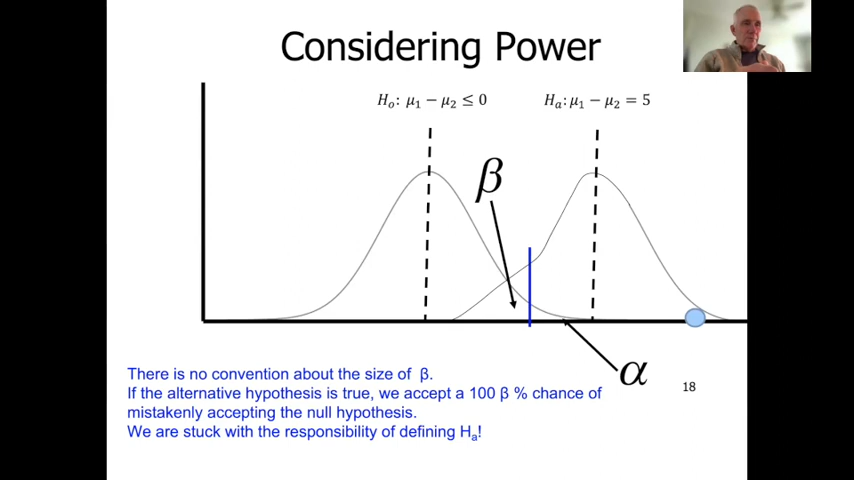 Considering Power
Hₒ: μ₁ − μ₂ ≤ 0
Hₐ: μ₁ − μ₂ = 5
β
α
18
There is no convention about the size of β.
If the alternative hypothesis is true, we accept a 100 β % chance of
mistakenly accepting the null hypothesis.
We are stuck with the responsibility of defining Hₐ!